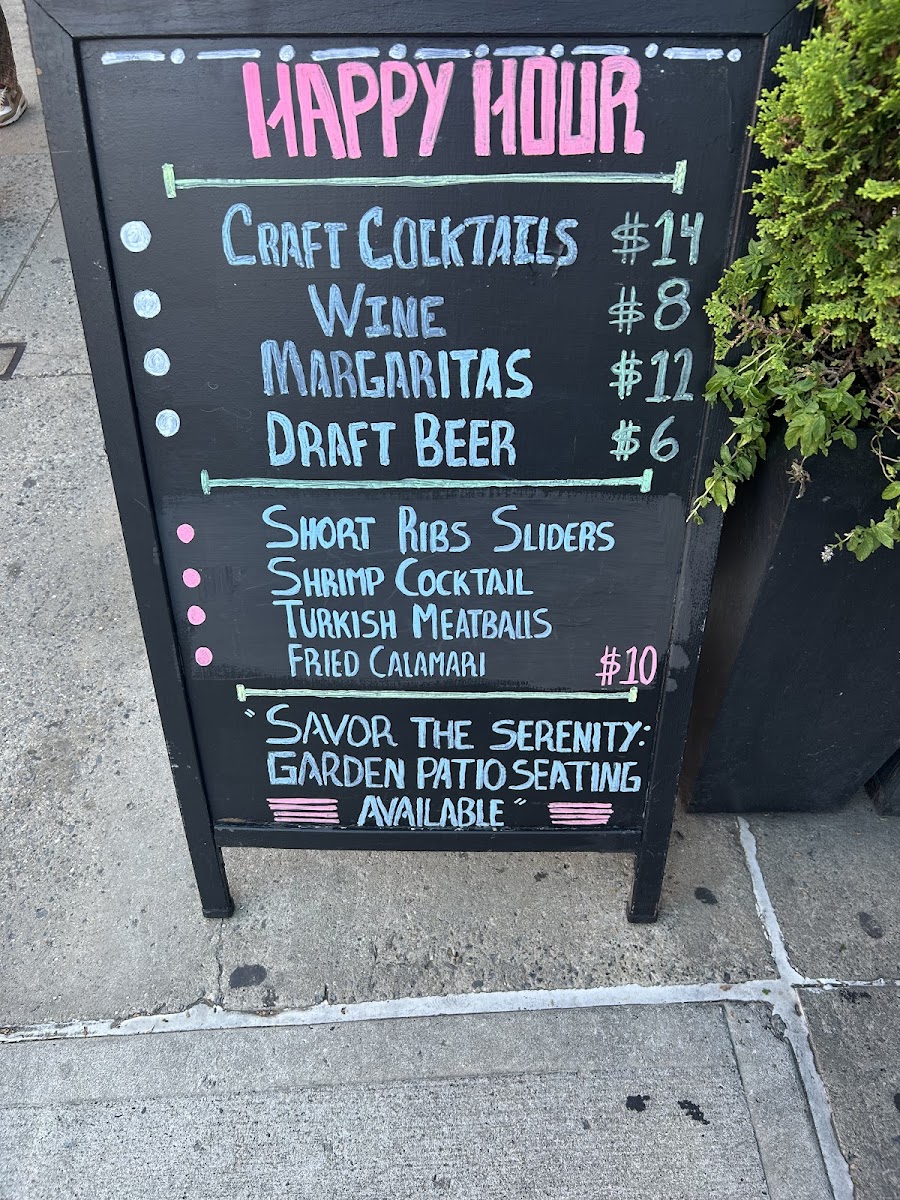 HAPPY HOUR
CRAFT COCKTAILS $14
WINE $8
MARGARITAS $12
DRAFT BEER $6
SHORT RIBS SLIDERS
SHRIMP COCKTAIL
TURKISH MEATBALLS
FRIED CALAMARI $10
"SAVOR THE SERENITY:
GARDEN PATIO SEATING
AVAILABLE"